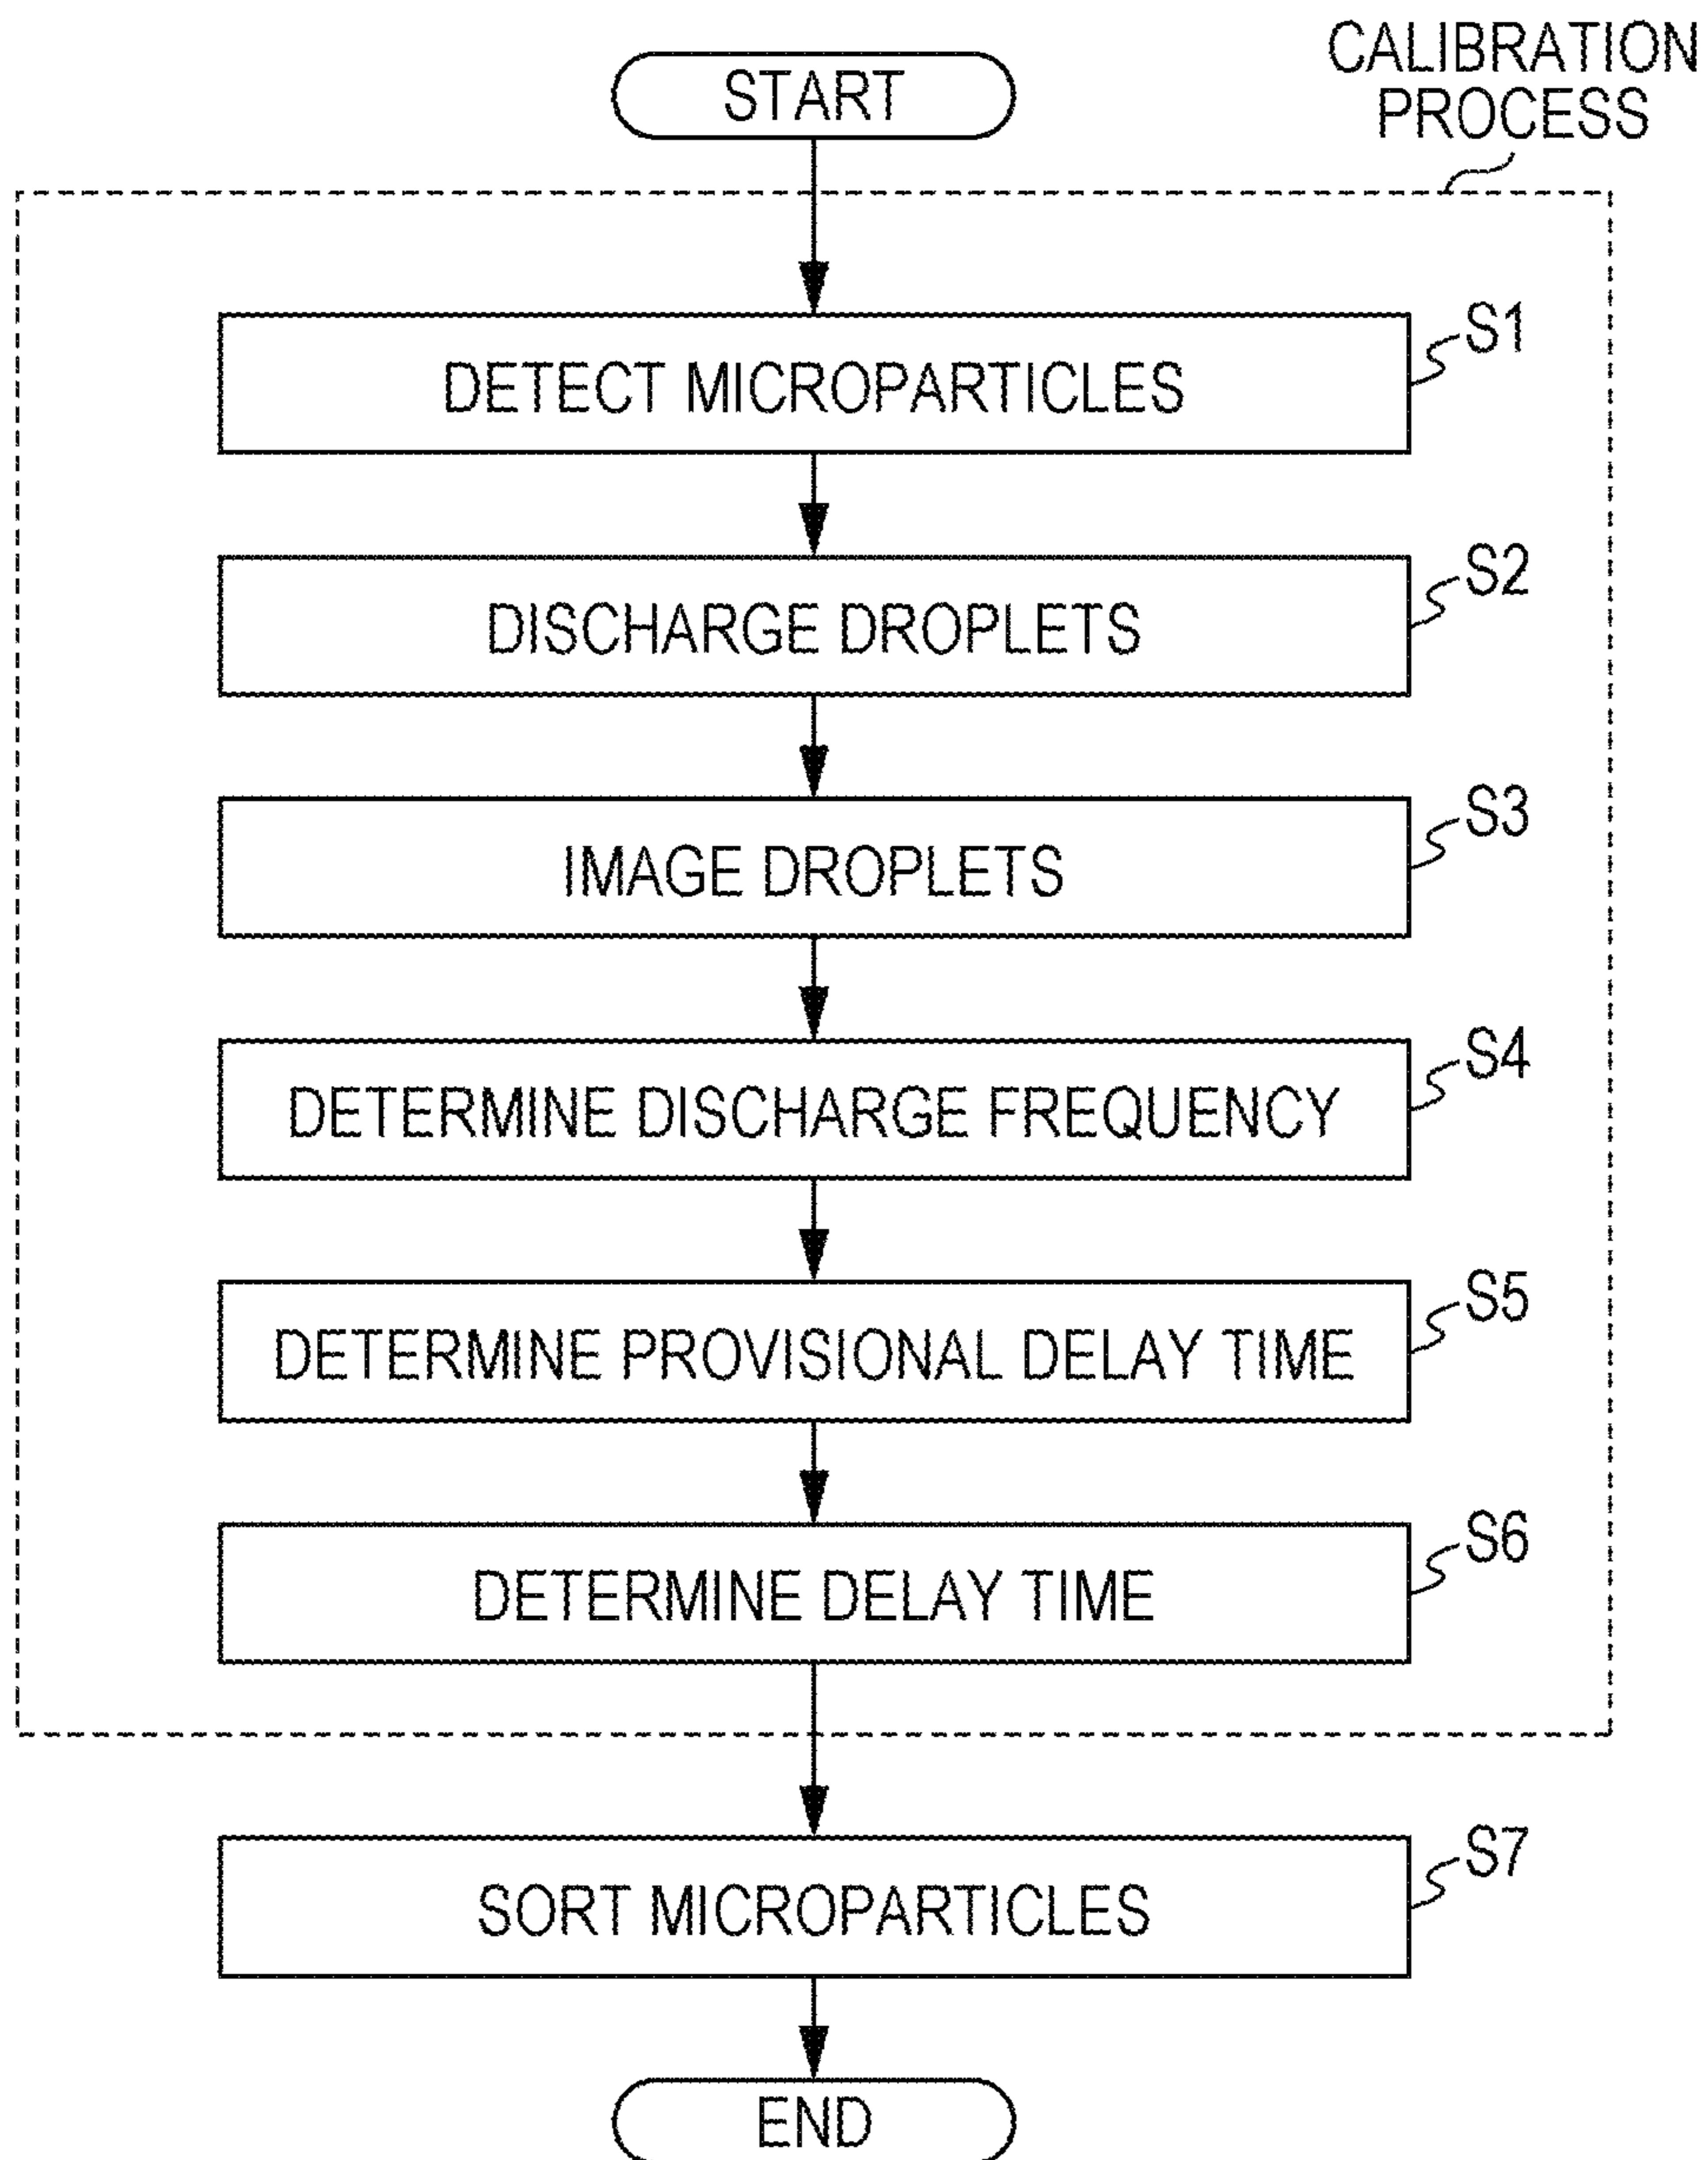 CALIBRATION
PROCESS
START
DETECT MICROPARTICLES
S1
DISCHARGE DROPLETS
S2
IMAGE DROPLETS
S3
DETERMINE DISCHARGE FREQUENCY
S4
DETERMINE PROVISIONAL DELAY TIME
S5
DETERMINE DELAY TIME
S6
SORT MICROPARTICLES
S7
END